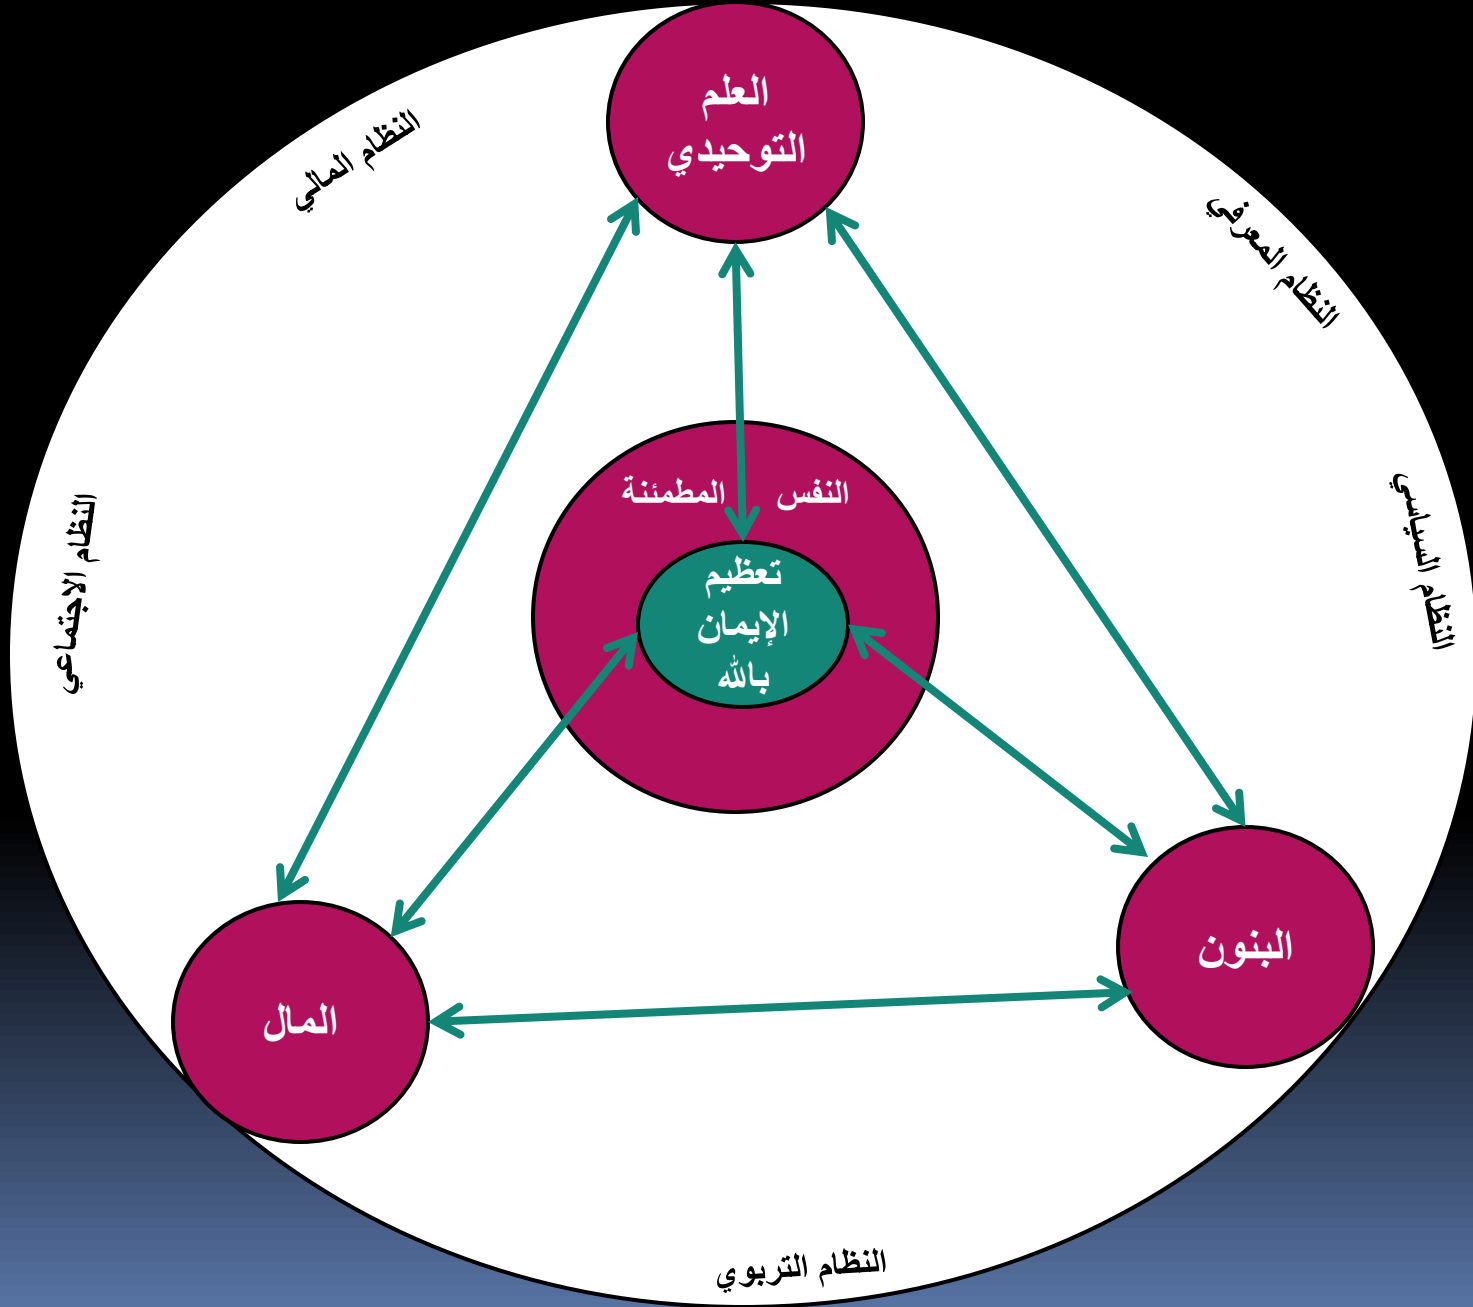 العلم
التوحيدي
النظام المالي
النظام المعرفي
النظام السياسي
النظام الاجتماعي
النفس المطمئنة
تعظيم
الإيمان
بالله
البنون
المال
النظام التربوي